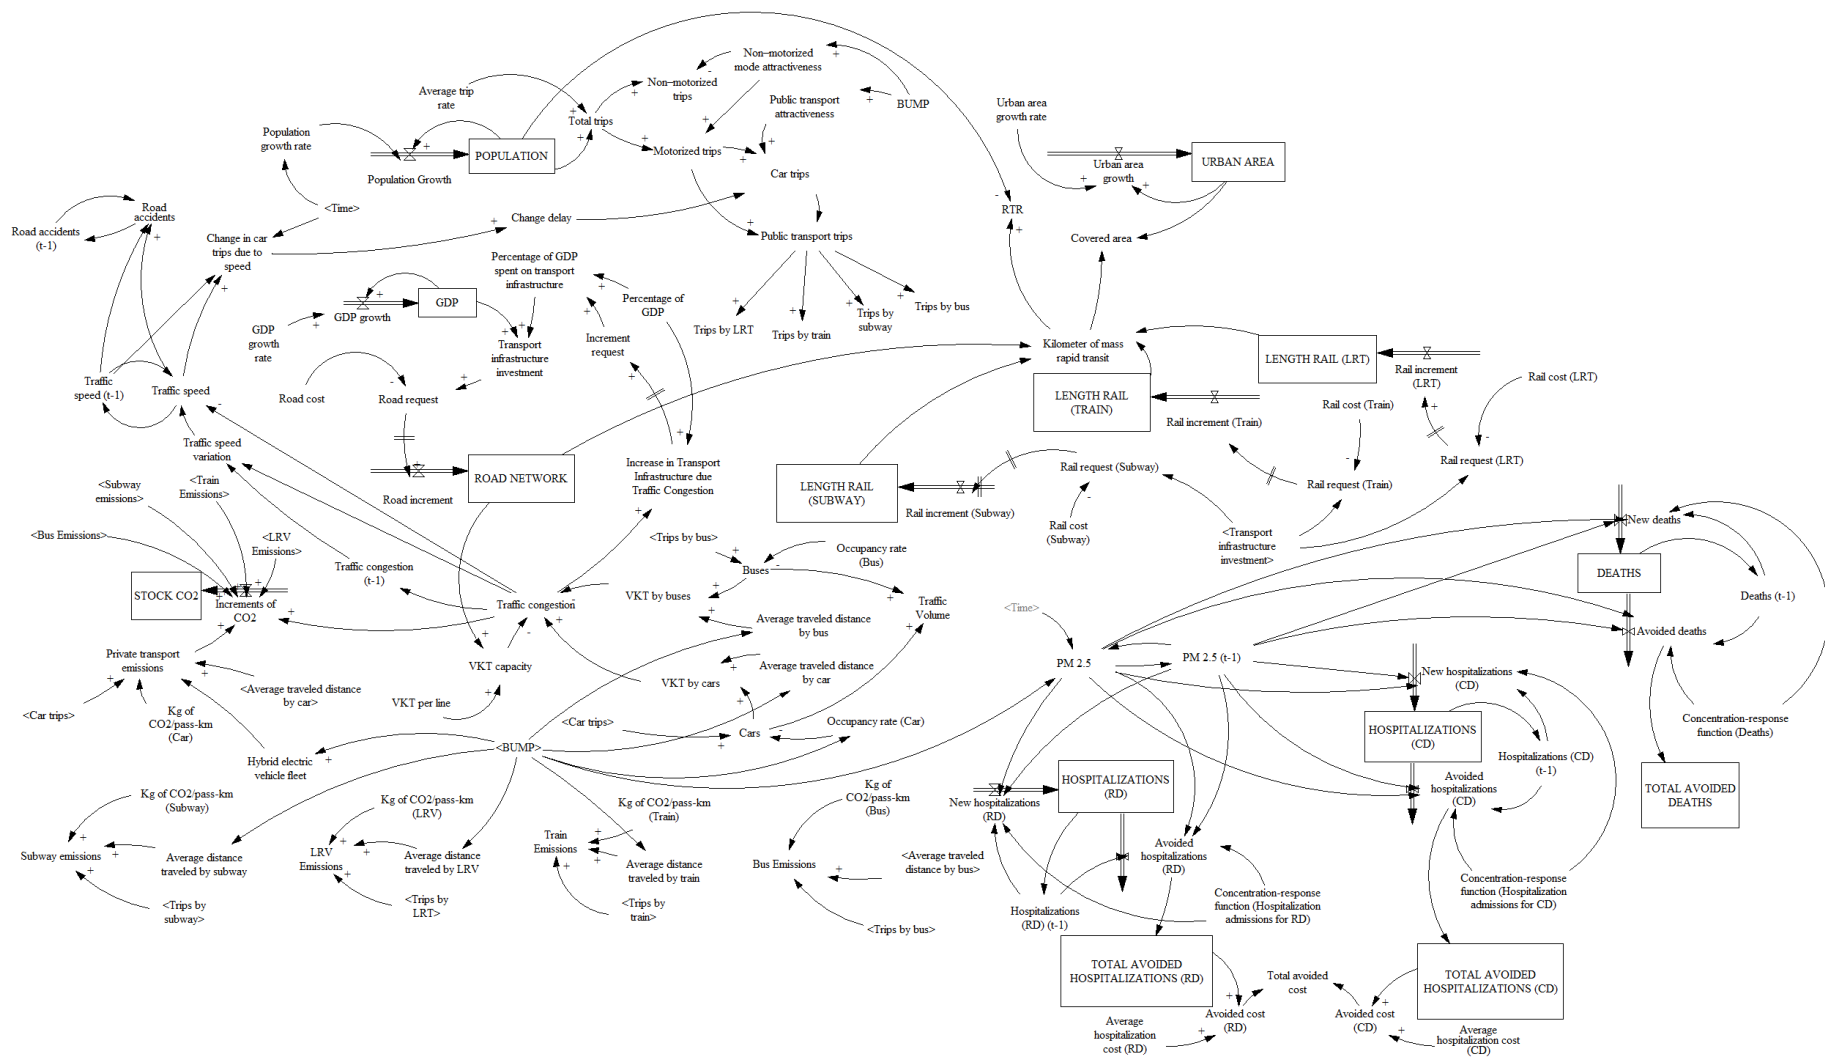 Average trip
rate
Non-motorized
mode attractiveness
Non-motorized
trips
Public transport
attractiveness
BUMP
Urban area
growth rate
Total trips
Population
growth rate
POPULATION
Population Growth
Motorized trips
Car trips
Urban area
growth
URBAN AREA
<Time>
Road
accidents
Road accidents
(t-1)
Change in car
trips due to
speed
Change delay
Public transport trips
RTR
Covered area
Percentage of GDP
spent on transport
infrastructure
GDP
GDP growth
GDP
growth
rate
Percentage of
GDP
Increment
request
Transport
infrastructure
investment
Trips by LRT
Trips by train
Trips by
subway
Trips by bus
Kilometer of mass
rapid transit
LENGTH RAIL (LRT)
Rail increment
(LRT)
Rail cost (LRT)
Traffic
speed (t-1)
Traffic speed
Road cost
Road request
LENGTH RAIL
(TRAIN)
Rail increment (Train)
Rail cost (Train)
Traffic speed
variation
ROAD NETWORK
Road increment
Increase in Transport
Infrastructure due
Traffic Congestion
LENGTH RAIL
(SUBWAY)
Rail increment (Subway)
Rail request (Subway)
Rail request (Train)
Rail request (LRT)
<Subway
emissions>
<Train
Emissions>
<Bus Emissions>
<LRV
Emissions>
Rail cost
(Subway)
<Transport
infrastructure
investment>
New deaths
<Trips by bus>
Buses
Occupancy rate
(Bus)
DEATHS
Traffic congestion
(t-1)
STOCK CO2
Increments of
CO2
Traffic congestion
VKT by buses
Traffic
Volume
<Time>
Deaths (t-1)
Average traveled distance
by bus
Avoided deaths
Private transport
emissions
VKT capacity
Average traveled distance
by car
VKT by cars
PM 2.5
PM 2.5 (t-1)
New hospitalizations
(CD)
<Average traveled distance
by car>
<Car trips>
Kg of
CO2/pass-km
(Car)
VKT per line
<Car trips>
Cars
Occupancy rate (Car)
HOSPITALIZATIONS
(CD)
Concentration-response
function (Deaths)
<BUMP>
Hybrid electric
vehicle fleet
Hospitalizations (CD)
(t-1)
HOSPITALIZATIONS
(RD)
New hospitalizations
(RD)
Avoided
hospitalizations
(CD)
TOTAL AVOIDED
DEATHS
Kg of CO2/pass-km
(Subway)
Kg of CO2/pass-km
(LRV)
Kg of CO2/pass-km
(Train)
Kg of
CO2/pass-km
(Bus)
Subway emissions
Average distance
traveled by subway
LRV
Emissions
Average distance
traveled by LRV
Train
Emissions
Average distance
traveled by train
Bus Emissions
<Average traveled
distance by bus>
Avoided
hospitalizations
(RD)
Concentration-response
function (Hospitalization
admissions for RD)
Concentration-response
function (Hospitalization
admissions for CD)
<Trips by
subway>
<Trips by
LRT>
<Trips by
train>
<Trips by bus>
Hospitalizations
(RD) (t-1)
TOTAL AVOIDED
HOSPITALIZATIONS (RD)
Total avoided
cost
TOTAL AVOIDED
HOSPITALIZATIONS (CD)
Avoided cost
(RD)
Avoided cost
(CD)
Average
hospitalization
cost (RD)
Average
hospitalization cost
(CD)